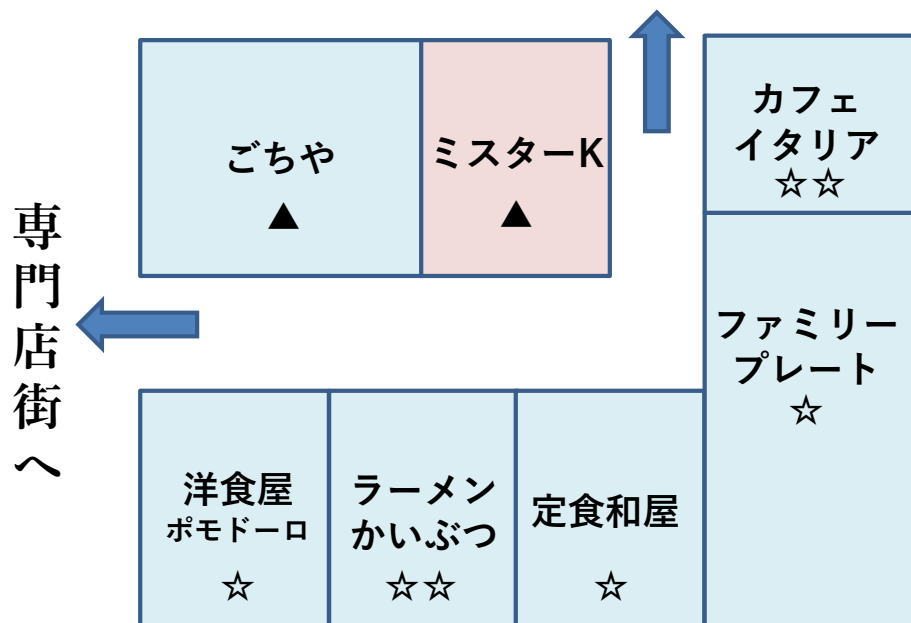 専門店街へ
ごちや
▲
ミスターK
▲
カフェ
イタリア
☆☆
ファミリー
プレート
☆
洋食屋
ポモドーロ
☆
ラーメン
かいぶつ
☆☆
定食和屋
☆